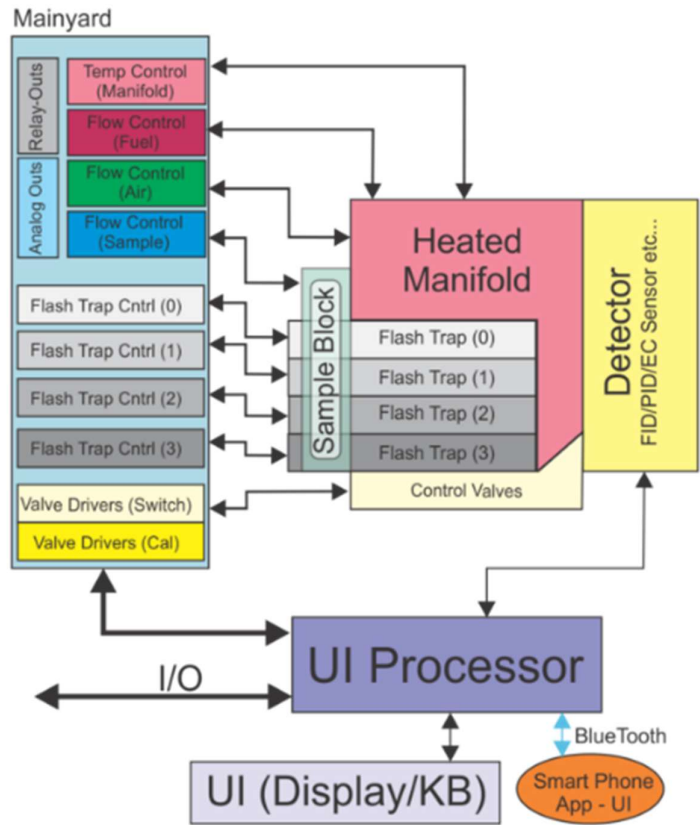 Mainyard
Relay-Outs
Temp Control
(Manifold)
Flow Control
(Fuel)
Analog Outs
Flow Control
(Air)
Flow Control
(Sample)
Flash Trap Cntrl (0)
Flash Trap Cntrl (1)
Flash Trap Cntrl (2)
Flash Trap Cntrl (3)
Valve Drivers (Switch)
Valve Drivers (Cal)
Heated
Manifold
Sample Block
Flash Trap (0)
Flash Trap (1)
Flash Trap (2)
Flash Trap (3)
Control Valves
Detector
FID/PID/EC Sensor etc...
UI Processor
I/O
BlueTooth
UI (Display/KB)
Smart Phone
App - UI